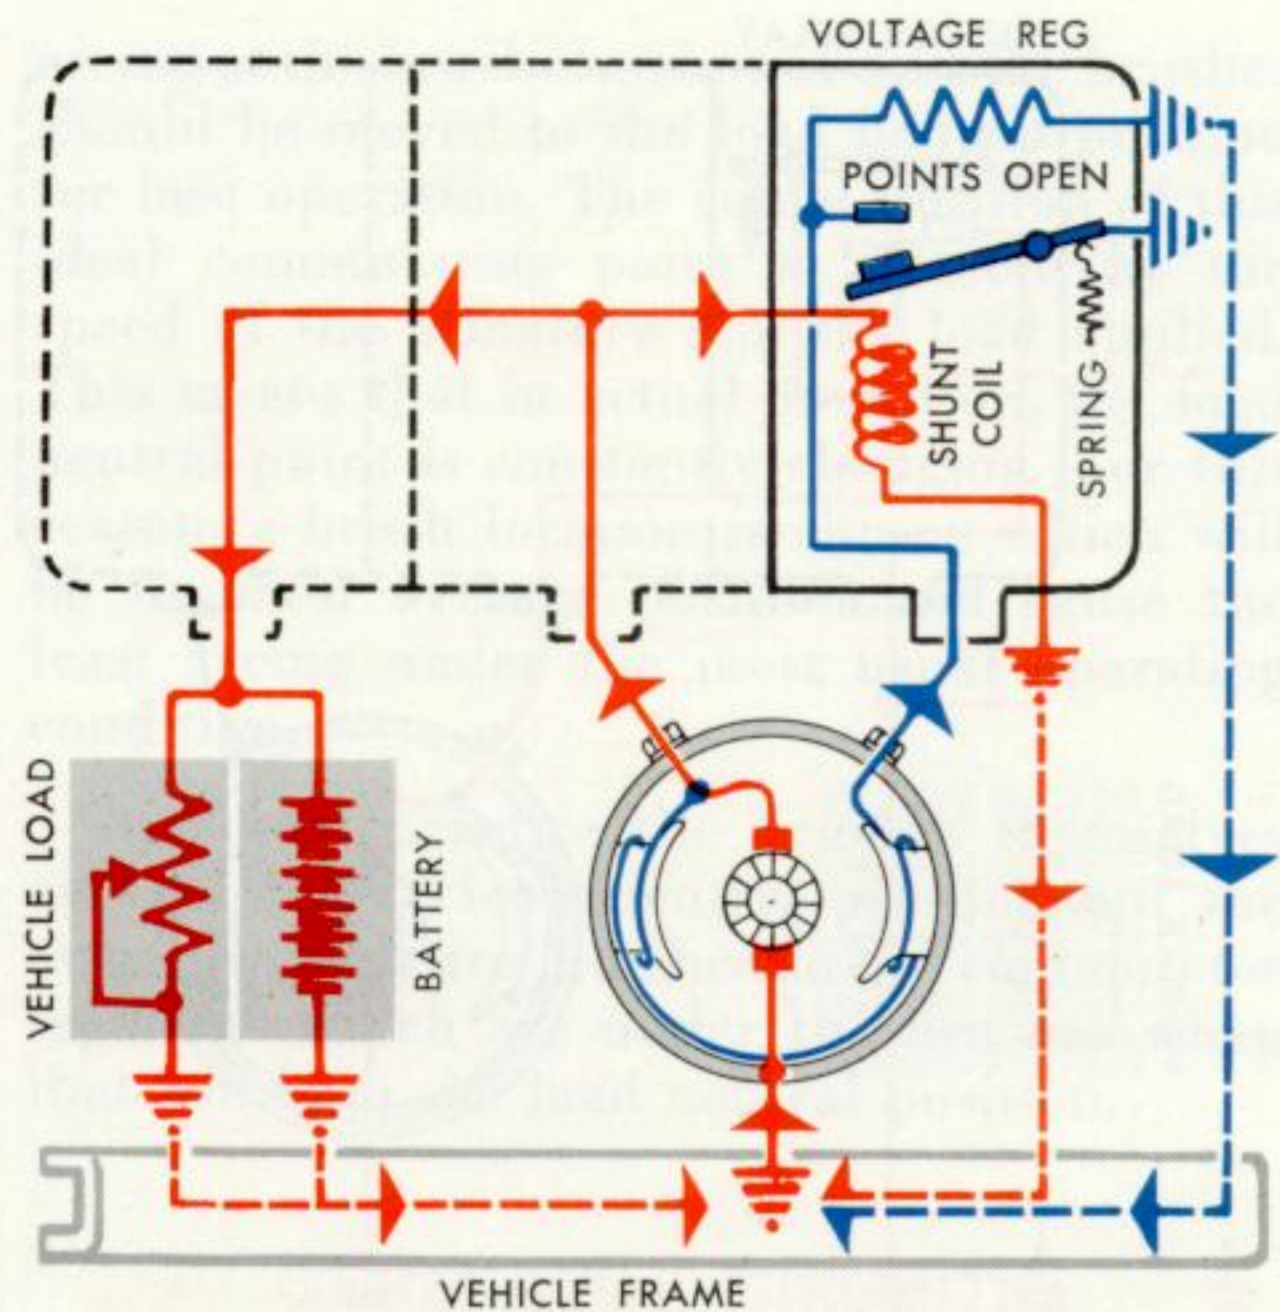 VOLTAGE REG
POINTS OPEN
SHUNT
COIL
SPRING
VEHICLE LOAD
BATTERY
VEHICLE FRAME